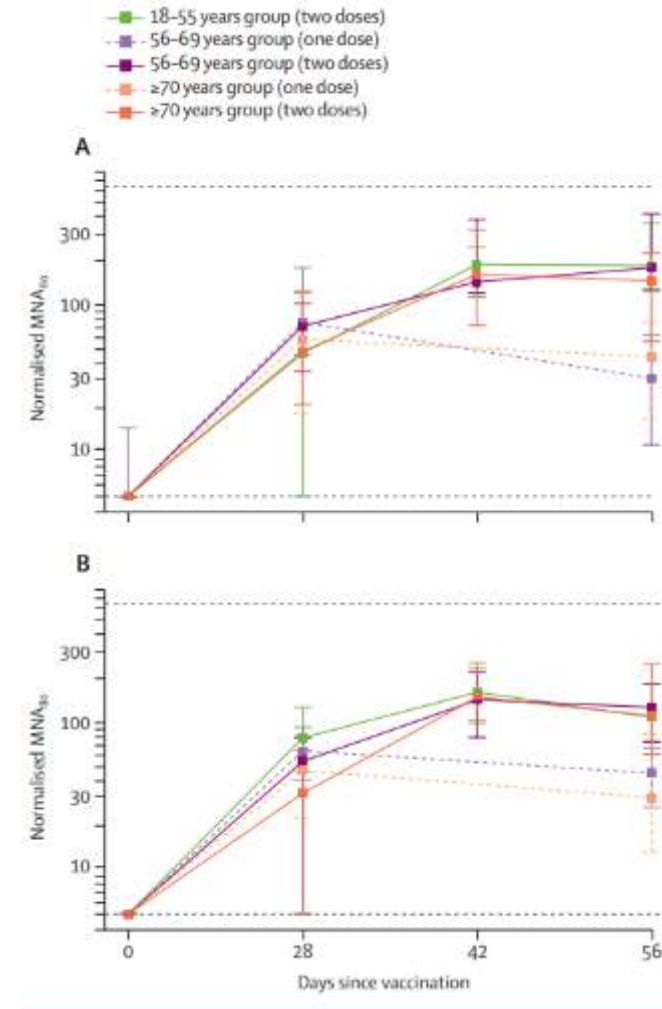 18–55 years group (two doses)
56–69 years group (one dose)
56–69 years group (two doses)
≥70 years group (one dose)
≥70 years group (two doses)
A
Normalised MNA₈₀
300
100
30
10
B
Normalised MNA₈₀
300
100
30
10
0 28 42 56
Days since vaccination